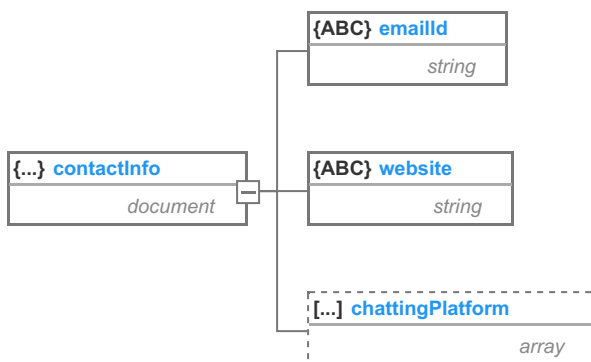 {ABC} emailId
string
{...} contactInfo
document
{ABC} website
string
[...] chattingPlatform
array